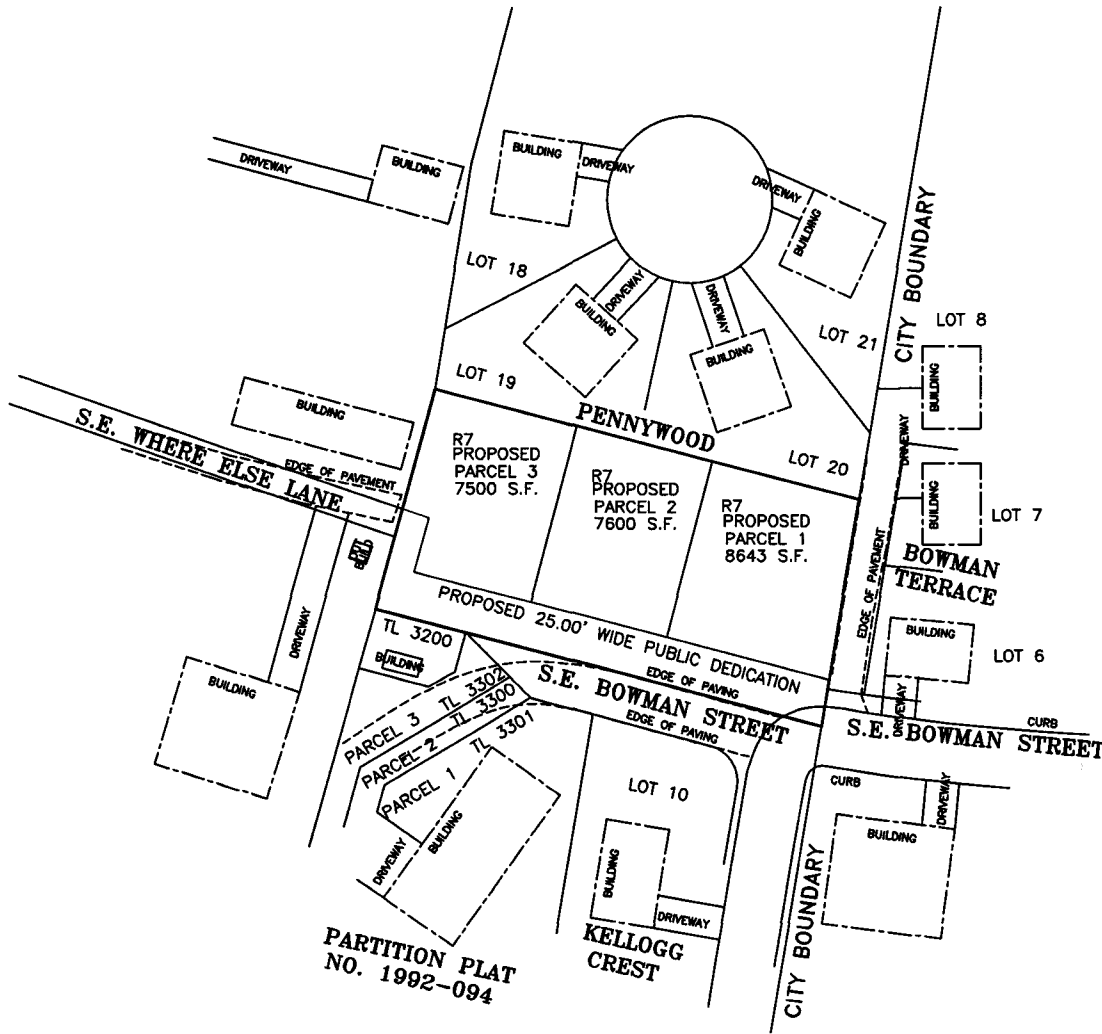 BUILDING
DRIVEWAY
BUILDING
DRIVEWAY
DRIVEWAY
BUILDING
BUILDING
DRIVEWAY
LOT 18
DRIVEWAY
BUILDING
DRIVEWAY
BUILDING
LOT 21
CITY BOUNDARY
LOT 8
BUILDING
LOT 19
PENNYWOOD
LOT 20
BUILDING
S.E. WHERE ELSE LANE
EDGE OF PAVEMENT
R7
PROPOSED
PARCEL 3
7500 S.F.
R7
PROPOSED
PARCEL 2
7600 S.F.
R7
PROPOSED
PARCEL 1
8643 S.F.
DRIVEWAY
BUILDING
LOT 7
EDGE OF PAVEMENT
BOWMAN
TERRACE
PROPOSED 25.00' WIDE PUBLIC DEDICATION
BUILDING
LOT 6
DRIVEWAY
BUILDING
DRIVEWAY
TL 3200
BUILDING
EDGE OF PAVING
S.E. BOWMAN STREET
EDGE OF PAVING
S.E. BOWMAN STREET
CURB
PARCEL 3 TL 3302
PARCEL 2 TL 3300
PARCEL 1 TL 3301
BUILDING
DRIVEWAY
LOT 10
BUILDING
DRIVEWAY
CURB
DRIVEWAY
BUILDING
CITY BOUNDARY
PARTITION PLAT
NO. 1992-094
KELLOGG
CREST